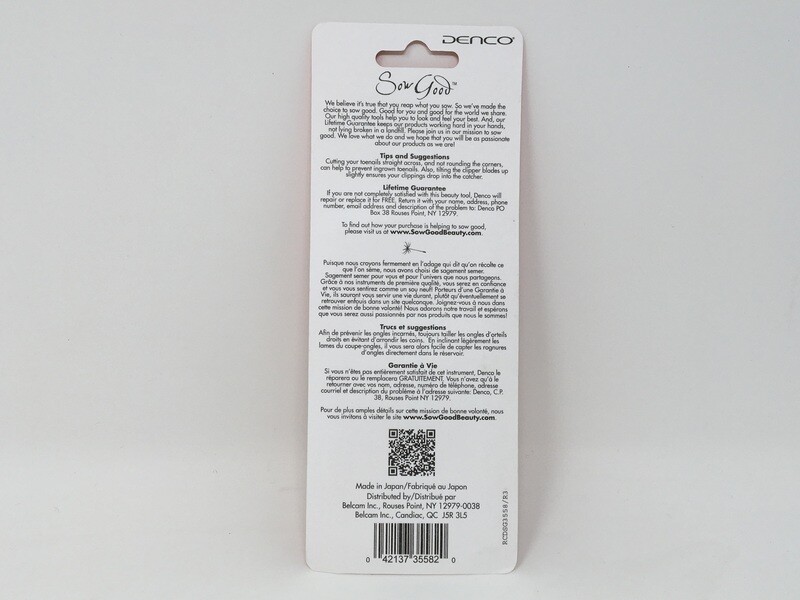 DENCO®
Sow Good™
We believe it's true that you reap what you sow. So we've made the
choice to sow good. Good for you and good for the world we share.
Our high quality tools help you to look and feel your best. And, our
Lifetime Guarantee keeps our products working hard in your hands,
not lying broken in a landfill. Please join us in our mission to sow
good. We love what we do and we hope that you will be as passionate
about our products as we are!
Tips and Suggestions
Cutting your toenails straight across, and not rounding the corners,
can help to prevent ingrown toenails. Also, tilting the clipper blades up
slightly ensures your clippings drop into the catcher.
Lifetime Guarantee
If you are not completely satisfied with this beauty tool, Denco will
repair or replace it for FREE. Return it with your name, address, phone
number, email address and description of the problem to: Denco PO
Box 38 Rouses Point, NY 12979.
To find out how your purchase is helping to sow good,
please visit us at www.SowGoodBeauty.com.
Puisque nous croyons fermement en l'adage qui dit qu'on récolte ce
que l'on sème, nous avons choisi de sagement semer.
Sagement semer pour vous et pour l'univers que nous partageons.
Grâce à nos instruments de première qualité, vous serez en confiance
et vous vous sentirez comme un sou neuf! Porteurs d'une Garantie à
Vie, ils sauront vous servir une vie durant, plutôt qu'éventuellement se
retrouver enfouis dans un site quelconque. Joignez-vous à nous dans
cette mission de bonne volonté! Nous adorons notre travail et espérons
que vous serez aussi passionnés par nos produits que nous le sommes!
Trucs et suggestions
Afin de prévenir les ongles incarnés, toujours tailler les ongles d'orteils
droits en évitant d'arrondir les coins. En inclinant légèrement les
lames du coupe-ongles, il vous sera alors facile de capter les rognures
d'ongles directement dans le réservoir.
Garantie à Vie
Si vous n'êtes pas entièrement satisfait de cet instrument, Denco le
réparera ou le remplacera GRATUITEMENT. Vous n'avez qu'à le
retourner avec vos nom, adresse, numéro de téléphone, adresse
courriel et description du problème à l'adresse suivante: Denco, C.P.
38, Rouses Point NY 12979.
Pour de plus amples détails sur cette mission de bonne volonté, nous
vous invitons à visiter le site www.SowGoodBeauty.com.
Made in Japan/Fabriqué au Japon
Distributed by/Distribué par
Belcam Inc., Rouses Point, NY 12979-0038
Belcam Inc., Candiac, QC J5R 3L5
RCDSG3558/R3
0 42137 35582 0